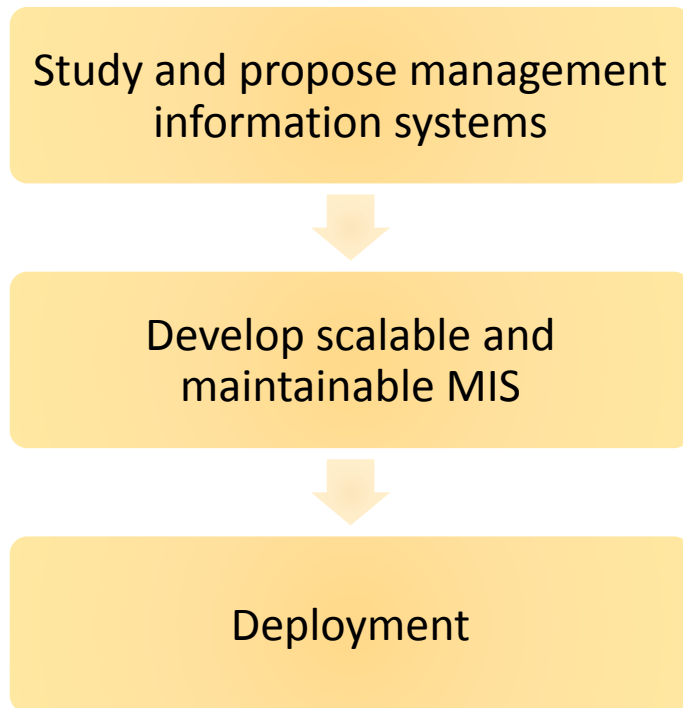 Study and propose management
information systems
Develop scalable and
maintainable MIS
Deployment